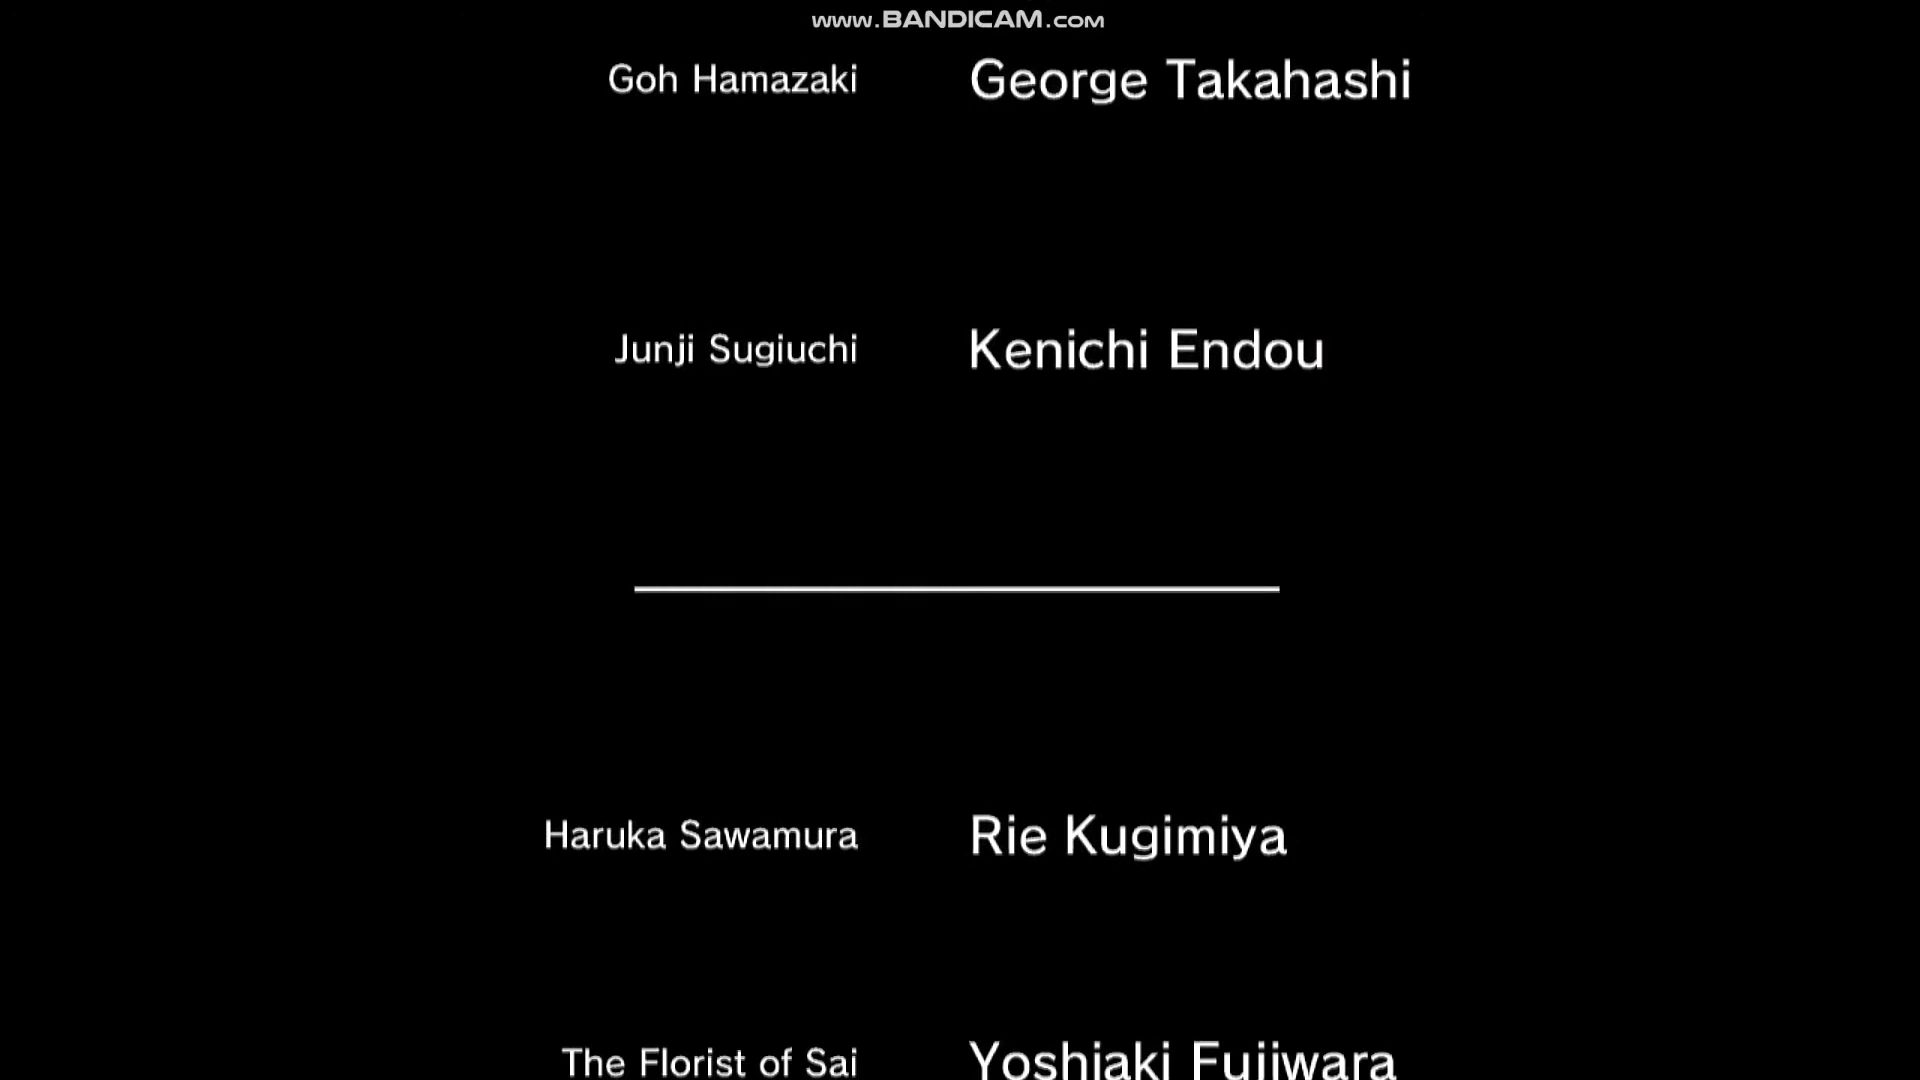 www.BANDICAM.com
Goh Hamazaki George Takahashi
Junji Sugiuchi Kenichi Endou
Haruka Sawamura Rie Kugimiya
The Florist of Sai Yoshiaki Fujiwara